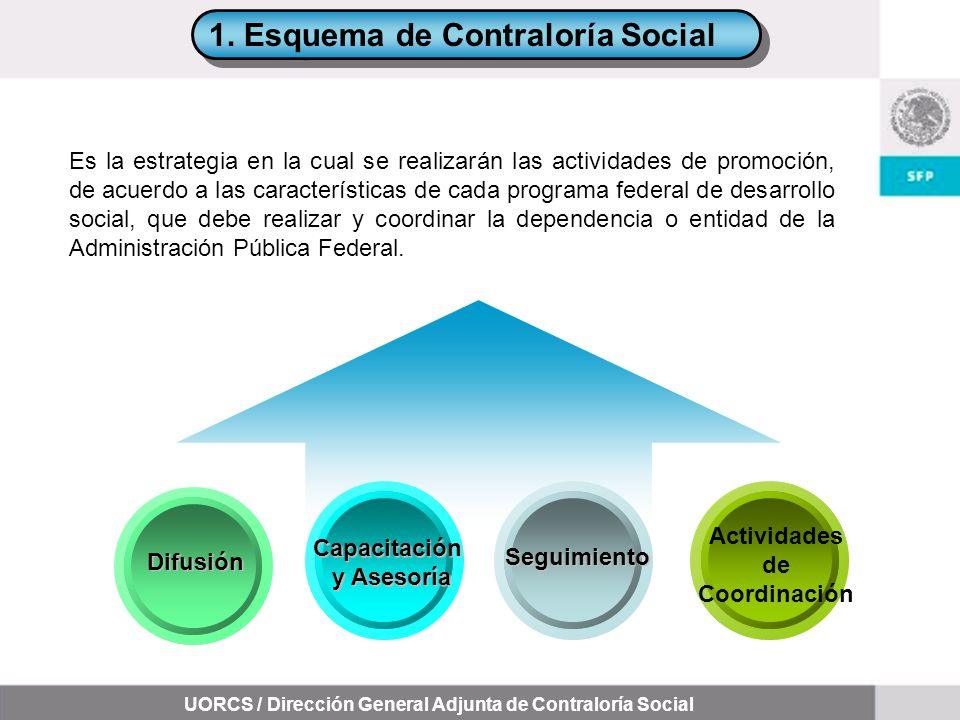 1. Esquema de Contraloría Social
Es la estrategia en la cual se realizarán las actividades de promoción,
de acuerdo a las características de cada programa federal de desarrollo
social, que debe realizar y coordinar la dependencia o entidad de la
Administración Pública Federal.
SFP
Difusión
Capacitación
y Asesoría
Seguimiento
Actividades
de
Coordinación
UORCS / Dirección General Adjunta de Contraloría Social